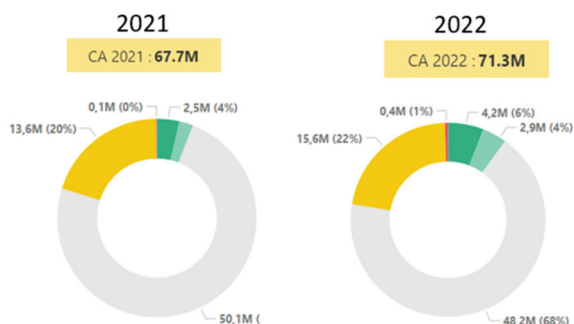 2021
CA 2021 : 67.7M
0,1M (0%)
2,5M (4%)
13,6M (20%)
50,1M (
2022
CA 2022 : 71.3M
0,4M (1%)
4,2M (6%)
2,9M (4%)
15,6M (22%)
48,2M (68%)